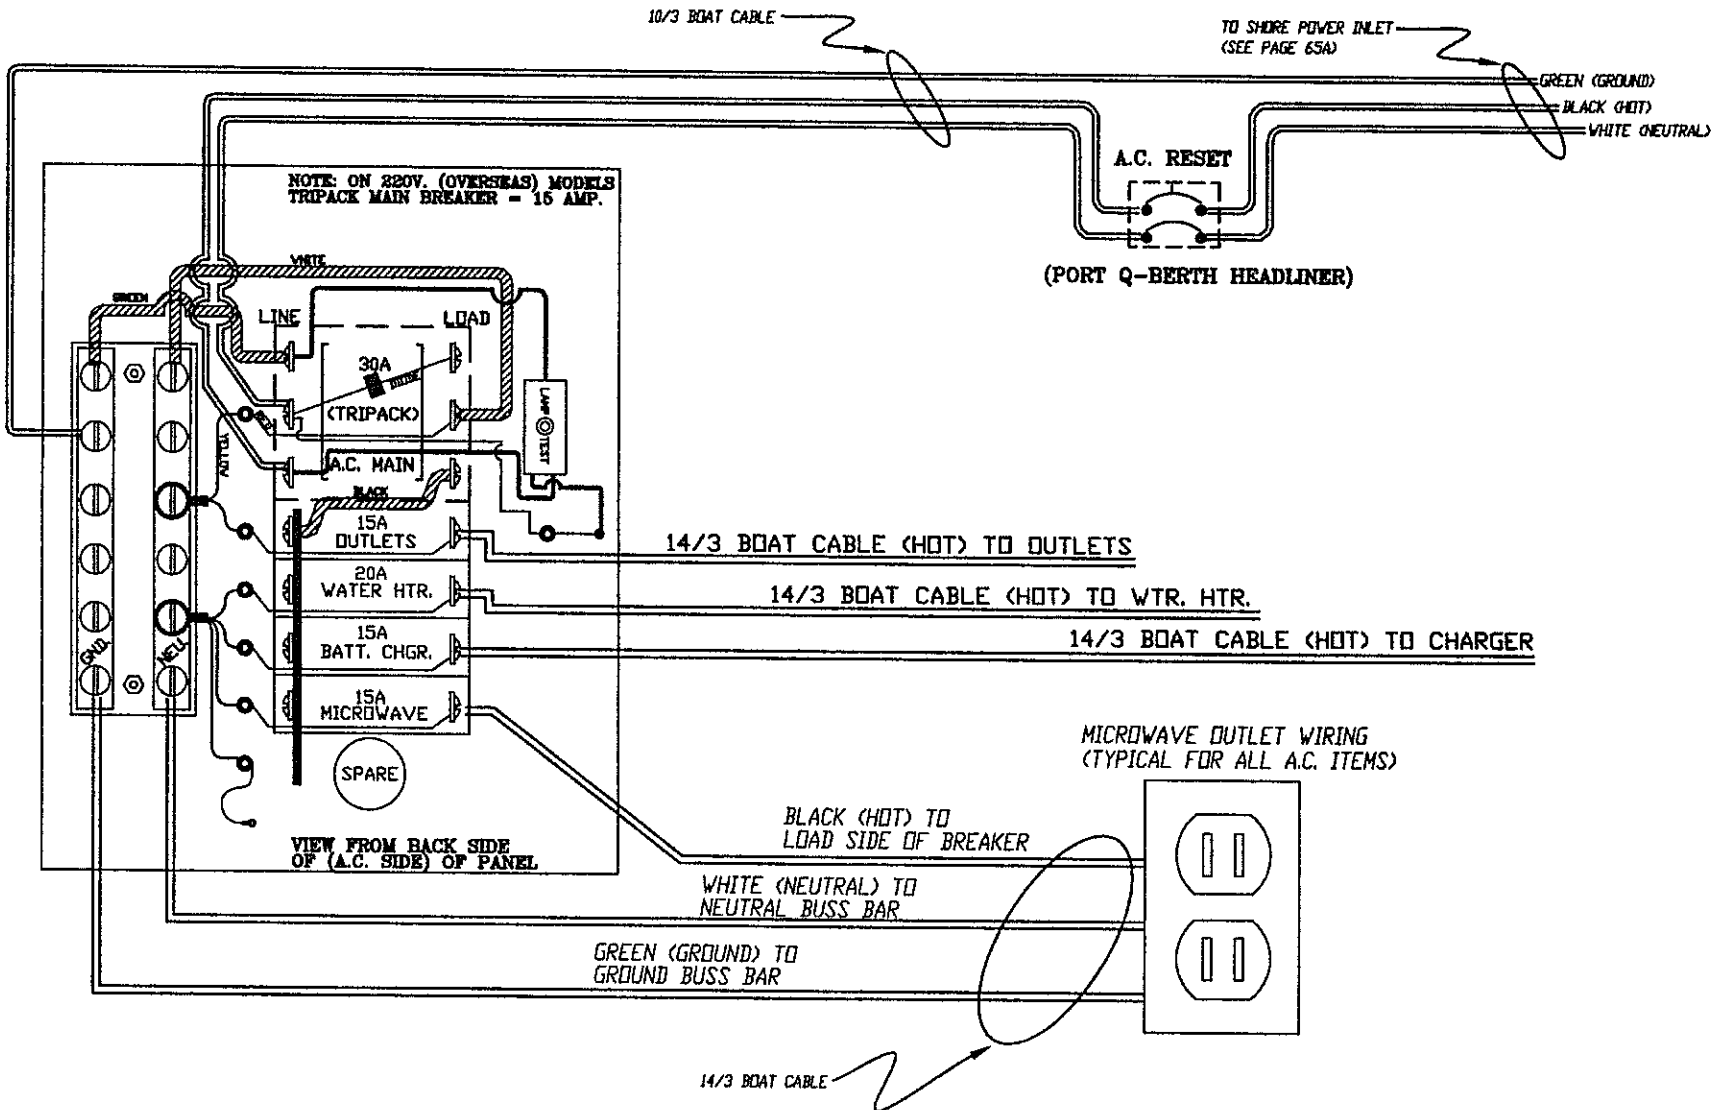 10/3 BOAT CABLE
TO SHORE POWER INLET
(SEE PAGE 65A)
GREEN (GROUND)
BLACK (HOT)
WHITE (NEUTRAL)
A.C. RESET
(PORT Q-BERTH HEADLINER)
NOTE: ON 220V. (OVERSEAS) MODELS
TRIPACK MAIN BREAKER = 15 AMP.
WHITE
GREEN
LINE
LOAD
30A
DIODE
(TRIPACK)
RED
YELLOW
LAMP TEST
A.C. MAIN
BLACK
15A
OUTLETS
14/3 BOAT CABLE (HOT) TO OUTLETS
20A
WATER HTR.
14/3 BOAT CABLE (HOT) TO WTR. HTR.
15A
BATT. CHGR.
14/3 BOAT CABLE (HOT) TO CHARGER
GND.
NEU.
15A
MICROWAVE
SPARE
VIEW FROM BACK SIDE
OF (A.C. SIDE) OF PANEL
MICROWAVE OUTLET WIRING
(TYPICAL FOR ALL A.C. ITEMS)
BLACK (HOT) TO
LOAD SIDE OF BREAKER
WHITE (NEUTRAL) TO
NEUTRAL BUSS BAR
GREEN (GROUND) TO
GROUND BUSS BAR
14/3 BOAT CABLE